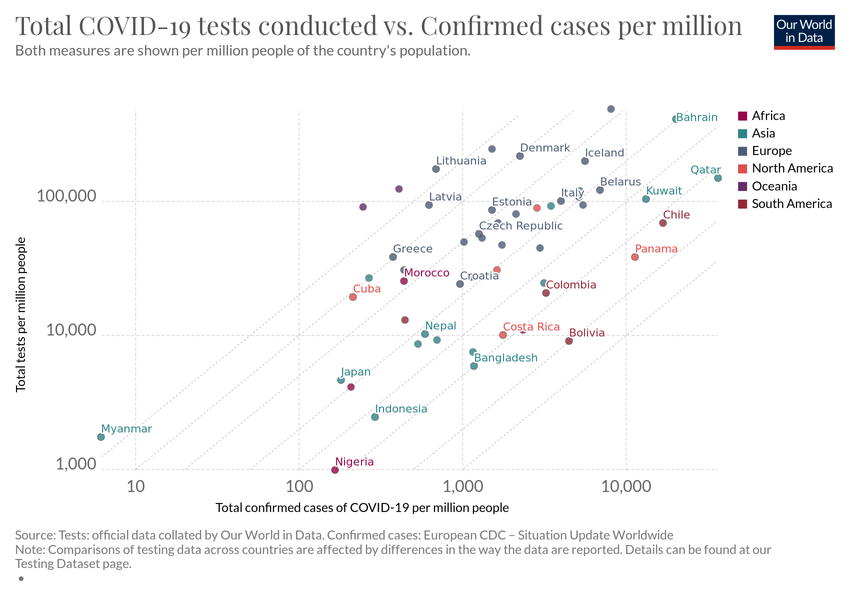 Total COVID-19 tests conducted vs. Confirmed cases per million
Both measures are shown per million people of the country's population.
Our World
in Data
Africa
Asia
Europe
North America
Oceania
South America
Total tests per million people
100,000
10,000
1,000
Bahrain
Denmark
Iceland
Lithuania
Qatar
Belarus
Kuwait
Italy
Latvia
Estonia
Chile
Czech Republic
Greece
Panama
Morocco
Croatia
Colombia
Cuba
Nepal
Costa Rica
Bolivia
Bangladesh
Japan
Indonesia
Myanmar
Nigeria
10
100
1,000
10,000
Total confirmed cases of COVID-19 per million people
Source: Tests: official data collated by Our World in Data. Confirmed cases: European CDC – Situation Update Worldwide
Note: Comparisons of testing data across countries are affected by differences in the way the data are reported. Details can be found at our
Testing Dataset page.